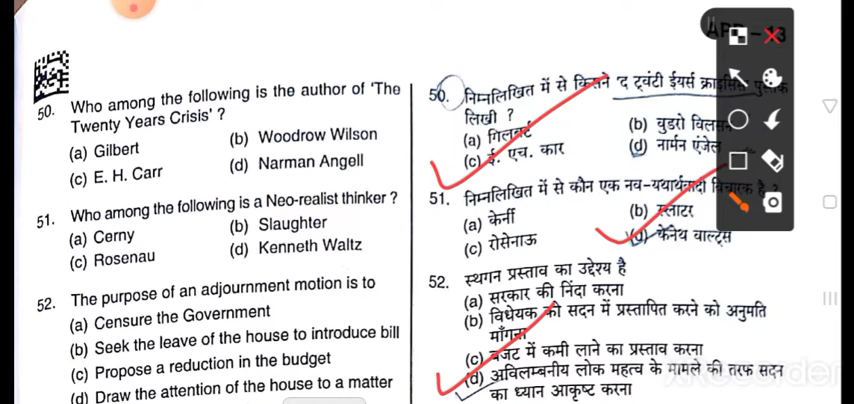 50. Who among the following is the author of 'The
Twenty Years Crisis' ?
(a) Gilbert (b) Woodrow Wilson
(c) E. H. Carr (d) Narman Angell
51. Who among the following is a Neo-realist thinker ?
(a) Cerny (b) Slaughter
(c) Rosenau (d) Kenneth Waltz
52. The purpose of an adjournment motion is to
(a) Censure the Government
(b) Seek the leave of the house to introduce bill
(c) Propose a reduction in the budget
(d) Draw the attention of the house to a matter
50. निम्नलिखित में से किसने 'द ट्वंटी ईयर्स क्राइसिस' पुस्तक
लिखी ?
(a) गिलबर्ट (b) वुडरो विलसन
(c) ई. एच. कार (d) नार्मन एंजेल
51. निम्नलिखित में से कौन एक नव-यथार्थवादी विचारक है ?
(a) केर्नी (b) स्लाटर
(c) रोसेनाऊ (d) केनेथ वाल्ट्स
52. स्थगन प्रस्ताव का उद्देश्य है
(a) सरकार की निंदा करना
(b) विधेयक को सदन में प्रस्तापित करने को अनुमति
माँगना
(c) बजट में कमी लाने का प्रस्ताव करना
(d) अविलम्बनीय लोक महत्व के मामले की तरफ सदन
का ध्यान आकृष्ट करना